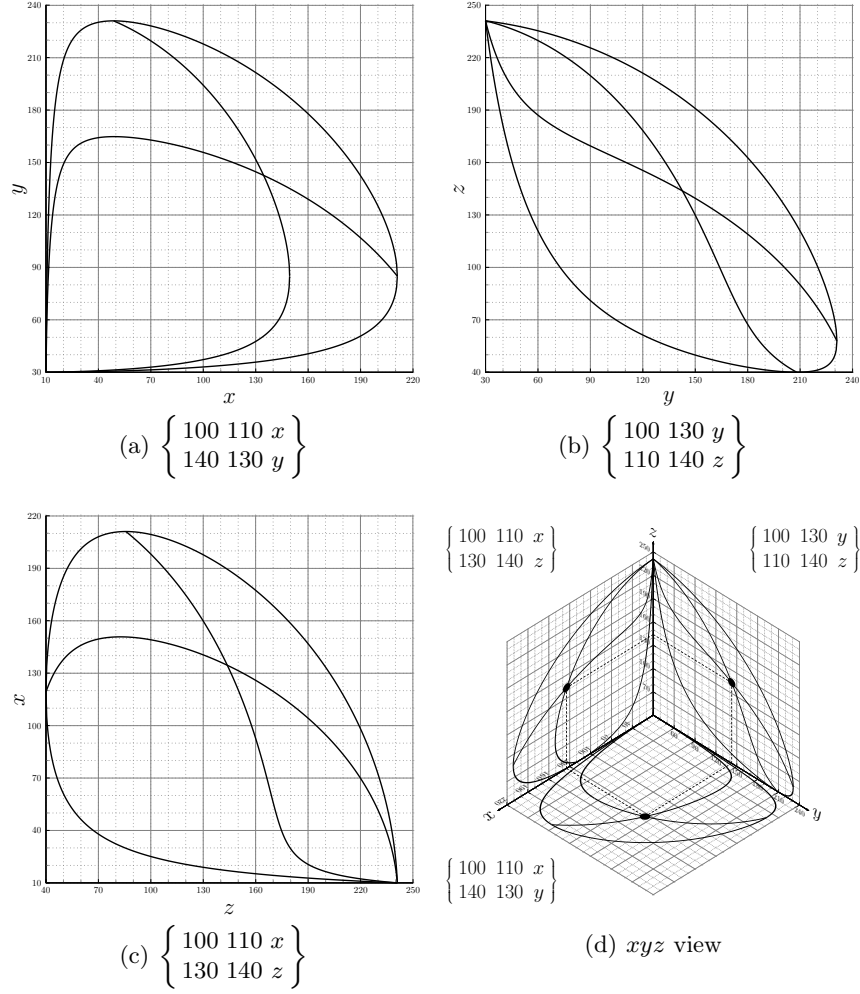 240
210
180
150
120
90
60
30
y
10 40 70 100 130 160 190 220
x
(a) { 100 110 x
140 130 y }
250
220
190
160
130
100
70
40
z
30 60 90 120 150 180 210 240
y
(b) { 100 130 y
110 140 z }
220
190
160
130
100
70
40
10
x
40 70 100 130 160 190 220 250
z
(c) { 100 110 x
130 140 z }
{ 100 110 x
130 140 z }
{ 100 130 y
110 140 z }
z
x
y
{ 100 110 x
140 130 y }
(d) xyz view